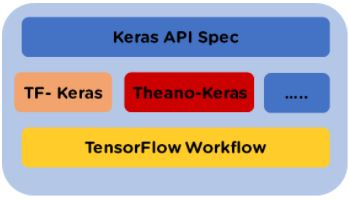 Keras API Spec
TF- Keras
Theano-Keras
.....
TensorFlow Workflow